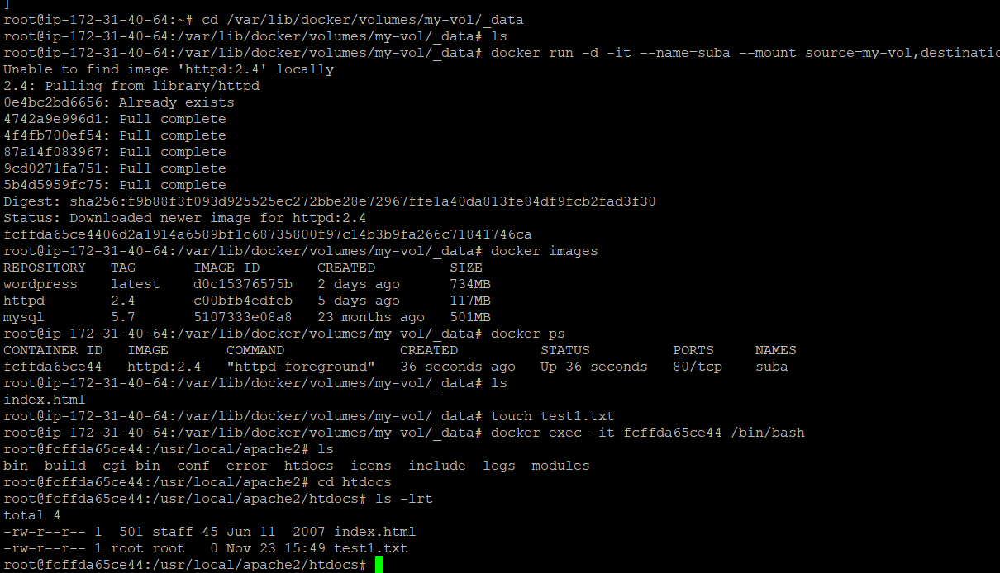 ]
root@ip-172-31-40-64:~# cd /var/lib/docker/volumes/my-vol/_data
root@ip-172-31-40-64:/var/lib/docker/volumes/my-vol/_data# ls
root@ip-172-31-40-64:/var/lib/docker/volumes/my-vol/_data# docker run -d -it --name=suba --mount source=my-vol,destinatio
Unable to find image 'httpd:2.4' locally
2.4: Pulling from library/httpd
0e4bc2bd6656: Already exists
4742a9e996d1: Pull complete
4f4fb700ef54: Pull complete
87a14f083967: Pull complete
9cd0271fa751: Pull complete
5b4d5959fc75: Pull complete
Digest: sha256:f9b88f3f093d925525ec272bbe28e72967ffe1a40da813fe84df9fcb2fad3f30
Status: Downloaded newer image for httpd:2.4
fcffda65ce4406d2a1914a6589bf1c68735800f97c14b3b9fa266c71841746ca
root@ip-172-31-40-64:/var/lib/docker/volumes/my-vol/_data# docker images
REPOSITORY   TAG       IMAGE ID       CREATED         SIZE
wordpress    latest    d0c15376575b   2 days ago      734MB
httpd        2.4       c00bfb4edfeb   5 days ago      117MB
mysql        5.7       5107333e08a8   23 months ago   501MB
root@ip-172-31-40-64:/var/lib/docker/volumes/my-vol/_data# docker ps
CONTAINER ID   IMAGE       COMMAND              CREATED          STATUS          PORTS     NAMES
fcffda65ce44   httpd:2.4   "httpd-foreground"   36 seconds ago   Up 36 seconds   80/tcp    suba
root@ip-172-31-40-64:/var/lib/docker/volumes/my-vol/_data# ls
index.html
root@ip-172-31-40-64:/var/lib/docker/volumes/my-vol/_data# touch test1.txt
root@ip-172-31-40-64:/var/lib/docker/volumes/my-vol/_data# docker exec -it fcffda65ce44 /bin/bash
root@fcffda65ce44:/usr/local/apache2# ls
bin  build  cgi-bin  conf  error  htdocs  icons  include  logs  modules
root@fcffda65ce44:/usr/local/apache2# cd htdocs
root@fcffda65ce44:/usr/local/apache2/htdocs# ls -lrt
total 4
-rw-r--r-- 1  501 staff 45 Jun 11  2007 index.html
-rw-r--r-- 1 root root   0 Nov 23 15:49 test1.txt
root@fcffda65ce44:/usr/local/apache2/htdocs#